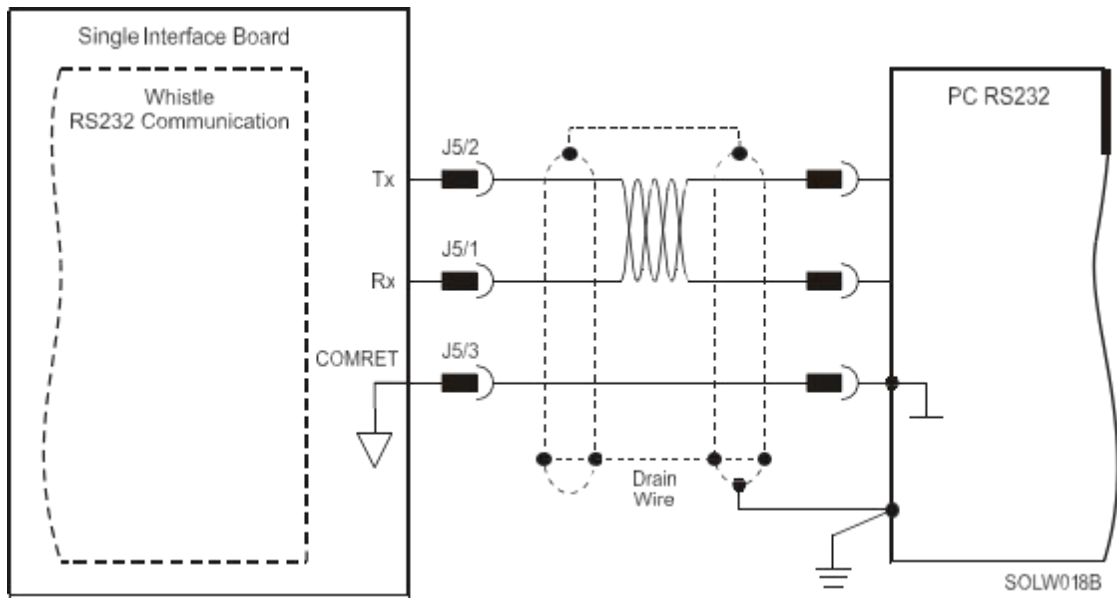 Single Interface Board
Whistle
RS232 Communication
PC RS232
J5/2
Tx
J5/1
Rx
J5/3
COMRET
Drain
Wire
SOLW018B